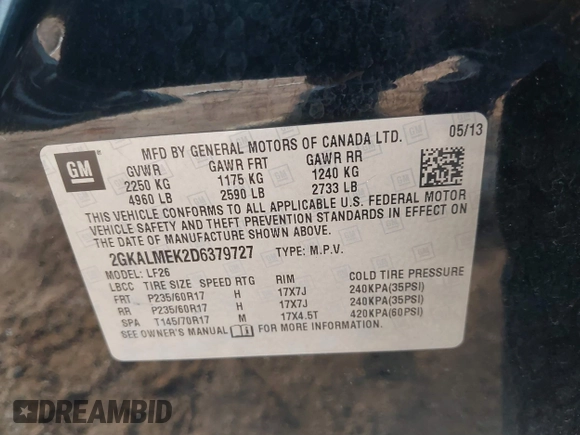 GM
MFD BY GENERAL MOTORS OF CANADA LTD. 05/13
GVWR GAWR FRT GAWR RR
2250 KG 1175 KG 1240 KG
4960 LB 2590 LB 2733 LB
THIS VEHICLE CONFORMS TO ALL APPLICABLE U.S. FEDERAL MOTOR
VEHICLE SAFETY AND THEFT PREVENTION STANDARDS IN EFFECT ON
THE DATE OF MANUFACTURE SHOWN ABOVE.
2GKALMEK2D6379727 TYPE: M.P.V.
MODEL: LF26
LBCC TIRE SIZE SPEED RTG RIM COLD TIRE PRESSURE
FRT P235/60R17 H 17X7J 240KPA(35PSI)
RR P235/60R17 H 17X7J 240KPA(35PSI)
SPA T145/70R17 M 17X4.5T 420KPA(60PSI)
SEE OWNER'S MANUAL
DREAMBID